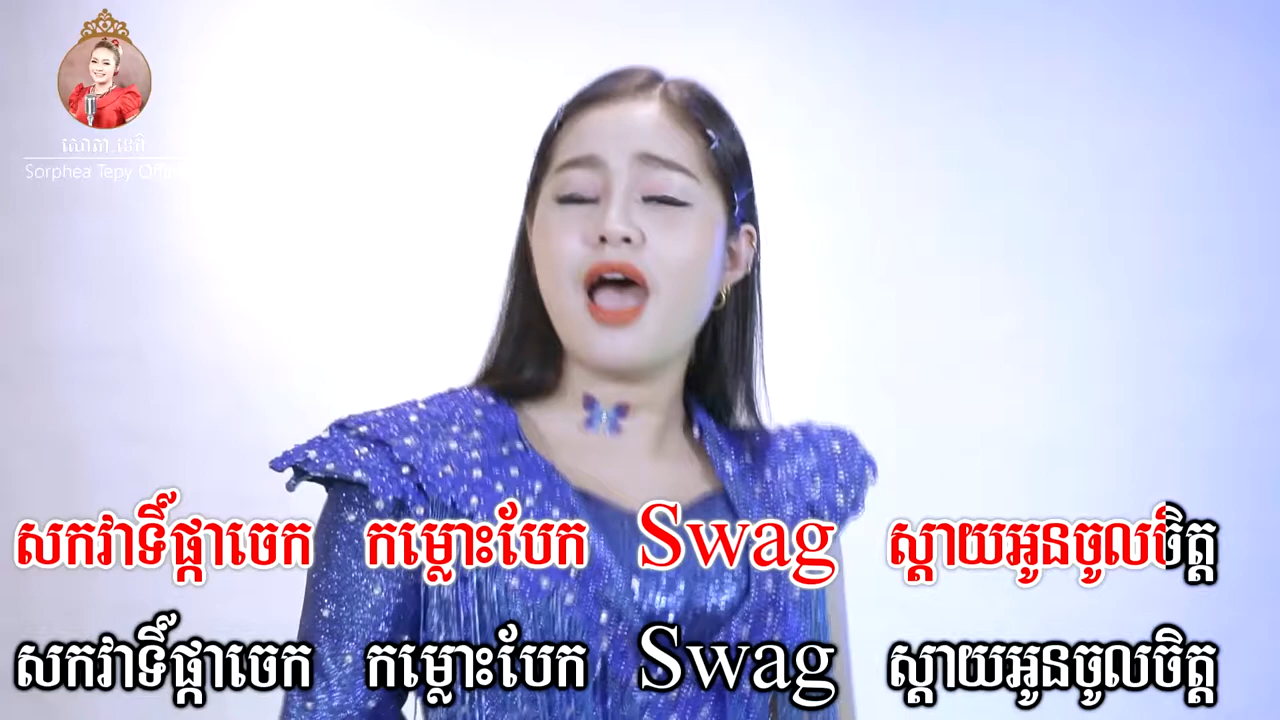 សោភា ទេពី
Sorphea Tepy
សកវាទិ៍ផ្កាចេក កម្លោះបែក Swag ស្ដាយអូនចូលចិត្ត
សកវាទិ៍ផ្កាចេក កម្លោះបែក Swag ស្ដាយអូនចូលចិត្ត